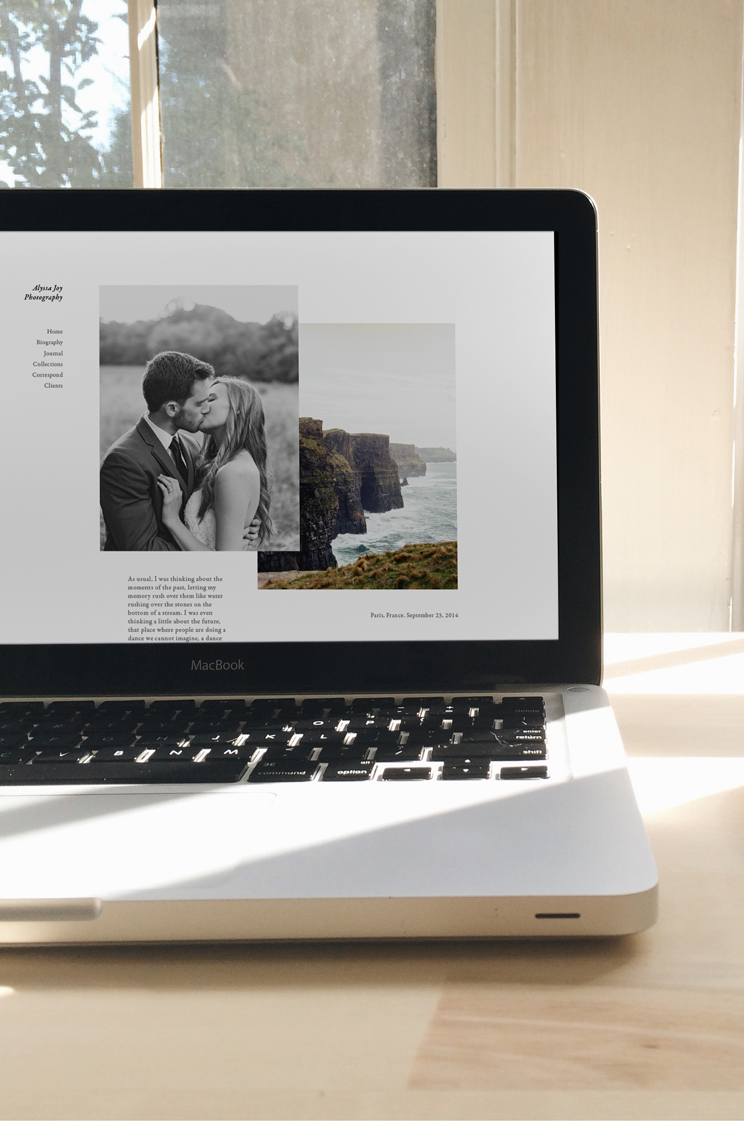 Alyssa Joy
Photography
Home
Biography
Journal
Collections
Correspond
Clients
As usual, I was thinking about the
moments of the past, letting my
memory rush over them like water
rushing over the stones on the
bottom of a stream. I was even
thinking a little about the future,
that place where people are doing a
dance we cannot imagine, a dance
Paris, France. September 23, 2014
MacBook
delete
O P
enter
return
J K L
shift
V B N M
command option